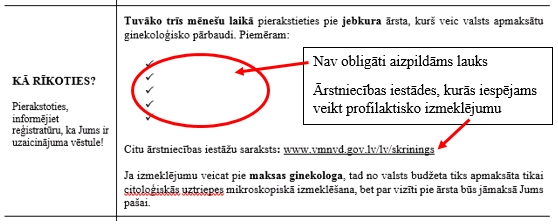 KĀ RĪKOTIES?
Pierakstoties,
informējiet
reģistratūru, ka Jums ir
uzaicinājuma vēstule!
Tuvāko trīs mēnešu laikā pierakstieties pie jebkura ārsta, kurš veic valsts apmaksātu
ginekoloģisko pārbaudi. Piemēram:
✓
✓
✓
✓
✓
Nav obligāti aizpildāms lauks
Ārstniecības iestādes, kurās iespējams
veikt profilaktisko izmeklējumu
Citu ārstniecības iestāžu saraksts: www.vmnvd.gov.lv/lv/skrinings
Ja izmeklējumu veicat pie maksas ginekologa, tad no valsts budžeta tiks apmaksāta tikai
citoloģiskās uztriepes mikroskopiskā izmeklēšana, bet par vizīti pie ārsta būs jāmaksā Jums
pašai.